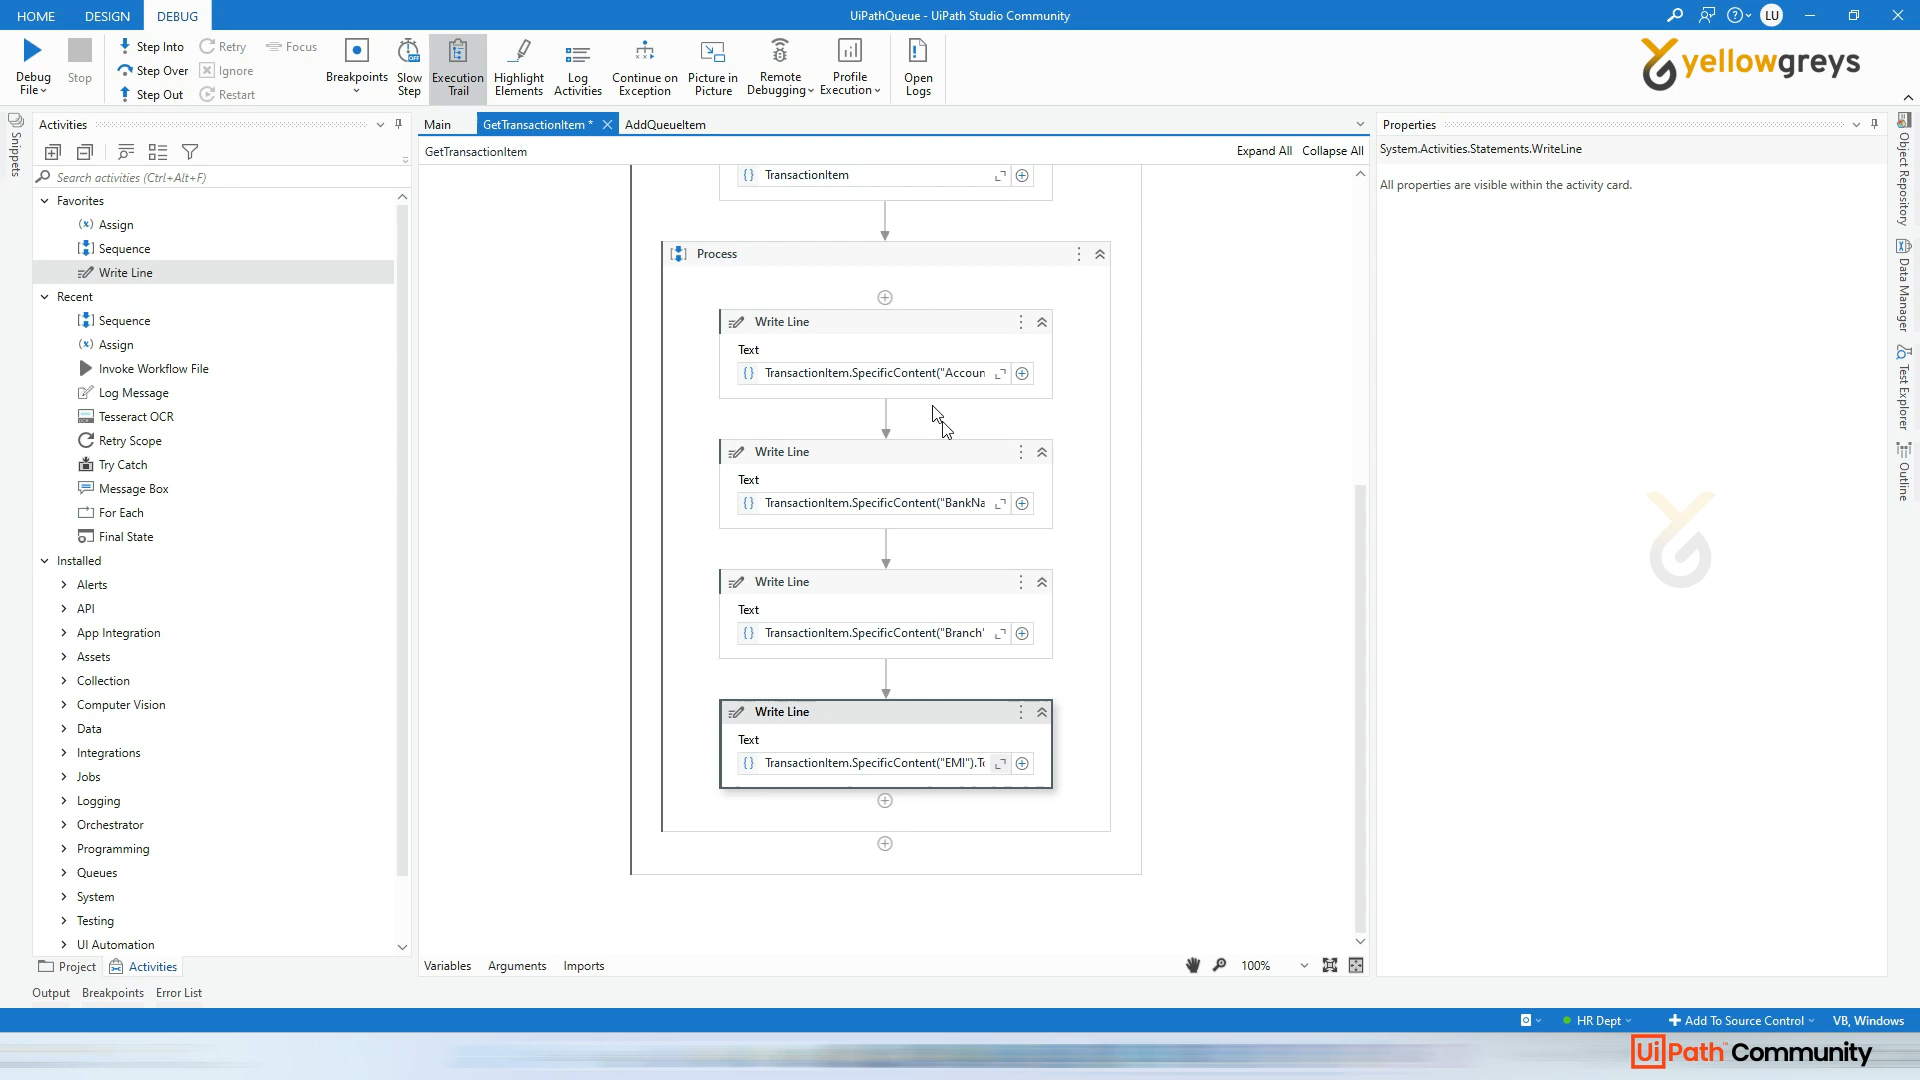 HOME DESIGN DEBUG
UiPathQueue - UiPath Studio Community
LU
Debug File
Stop
Step Into
Step Over
Step Out
Retry
Ignore
Restart
Focus
Breakpoints
Slow Step
Execution Trail
Highlight Elements
Log Activities
Continue on Exception
Picture in Picture
Remote Debugging
Profile Execution
Open Logs
yellowgreys
Snippets
Activities
Search activities (Ctrl+Alt+F)
Favorites
Assign
Sequence
Write Line
Recent
Sequence
Assign
Invoke Workflow File
Log Message
Tesseract OCR
Retry Scope
Try Catch
Message Box
For Each
Final State
Installed
Alerts
API
App Integration
Assets
Collection
Computer Vision
Data
Integrations
Jobs
Logging
Orchestrator
Programming
Queues
System
Testing
UI Automation
Project Activities
Output Breakpoints Error List
Main GetTransactionItem * AddQueueItem
GetTransactionItem
Expand All Collapse All
TransactionItem
Process
Write Line
Text
TransactionItem.SpecificContent("Accoun
Write Line
Text
TransactionItem.SpecificContent("BankNa
Write Line
Text
TransactionItem.SpecificContent("Branch"
Write Line
Text
TransactionItem.SpecificContent("EMI").To
Variables Arguments Imports
100%
Properties
System.Activities.Statements.WriteLine
All properties are visible within the activity card.
Object Repository
Data Manager
Test Explorer
Outline
HR Dept
Add To Source Control
VB, Windows
UiPath™ Community